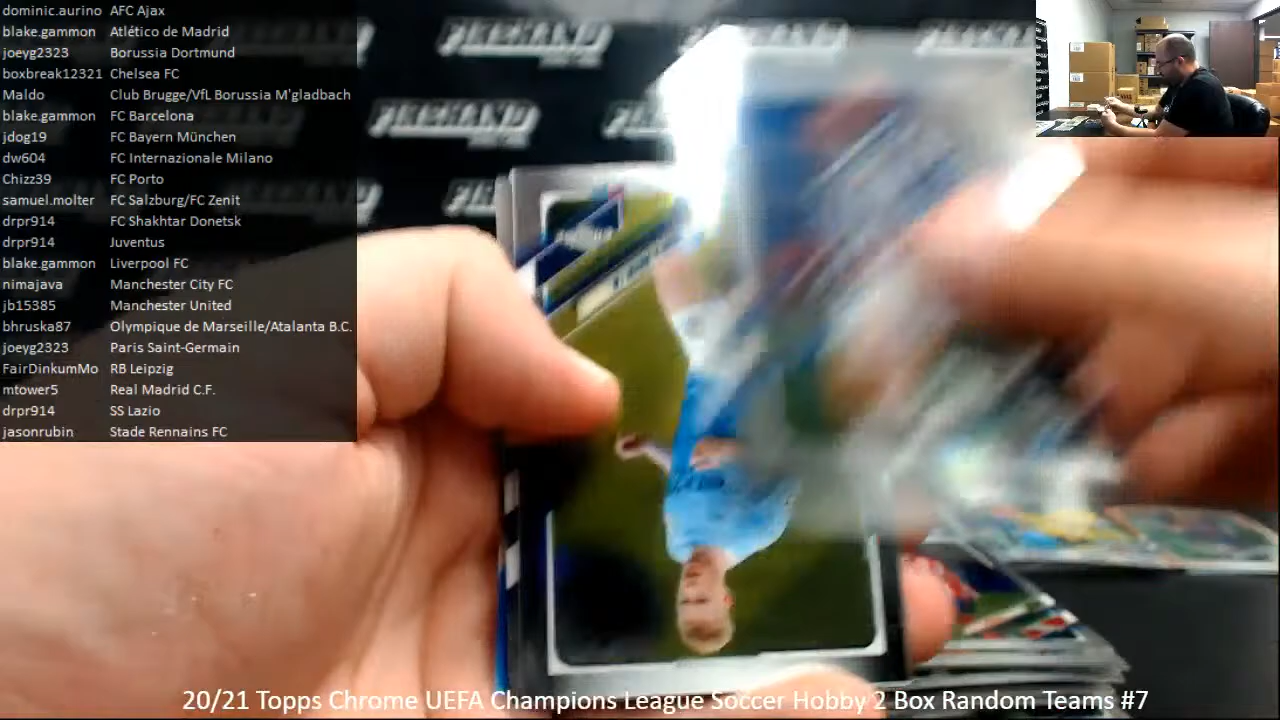 dominic.aurino AFC Ajax
blake.gammon Atlético de Madrid
joeyg2323 Borussia Dortmund
boxbreak12321 Chelsea FC
Maldo Club Brugge/VfL Borussia M'gladbach
blake.gammon FC Barcelona
jdog19 FC Bayern München
dw604 FC Internazionale Milano
Chizz39 FC Porto
samuel.molter FC Salzburg/FC Zenit
drpr914 FC Shakhtar Donetsk
drpr914 Juventus
blake.gammon Liverpool FC
nimajava Manchester City FC
jb15385 Manchester United
bhruska87 Olympique de Marseille/Atalanta B.C.
joeyg2323 Paris Saint-Germain
FairDinkumMo RB Leipzig
mtower5 Real Madrid C.F.
drpr914 SS Lazio
jasonrubin Stade Rennains FC
20/21 Topps Chrome UEFA Champions League Soccer Hobby 2 Box Random Teams #7